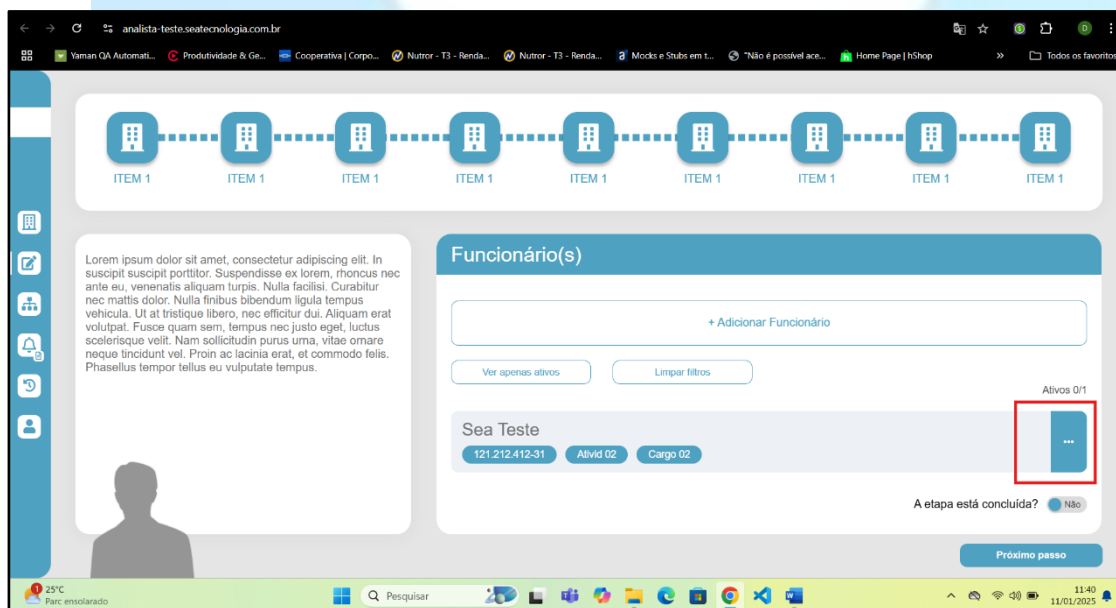 analista-teste.seatecnologia.com.br
Yaman QA Automati... Produtividade & Ge... Cooperativa | Corpo... Nutror - T3 - Renda... Nutror - T3 - Renda... Mocks e Stubs em t... "Não é possível ace... Home Page | hShop » Todos os favoritos
ITEM 1 ITEM 1 ITEM 1 ITEM 1 ITEM 1 ITEM 1 ITEM 1 ITEM 1 ITEM 1
Lorem ipsum dolor sit amet, consectetur adipiscing elit. In
suscipit suscipit porttitor. Suspendisse ex lorem, rhoncus nec
ante eu, venenatis aliquam turpis. Nulla facilisi. Curabitur
nec mattis dolor. Nulla finibus bibendum ligula tempus
vehicula. Ut at tristique libero, nec efficitur dui. Aliquam erat
volutpat. Fusce quam sem, tempus nec justo eget, luctus
scelerisque velit. Nam sollicitudin purus urna, vitae ornare
neque tincidunt vel. Proin ac lacinia erat, et commodo felis.
Phasellus tempor tellus eu vulputate tempus.
Funcionário(s)
+ Adicionar Funcionário
Ver apenas ativos Limpar filtros
Ativos 0/1
Sea Teste
121.212.412-31 Ativid 02 Cargo 02
...
A etapa está concluída? Não
Próximo passo
1 25°C
Parc ensolarado
Pesquisar
11:40
11/01/2025